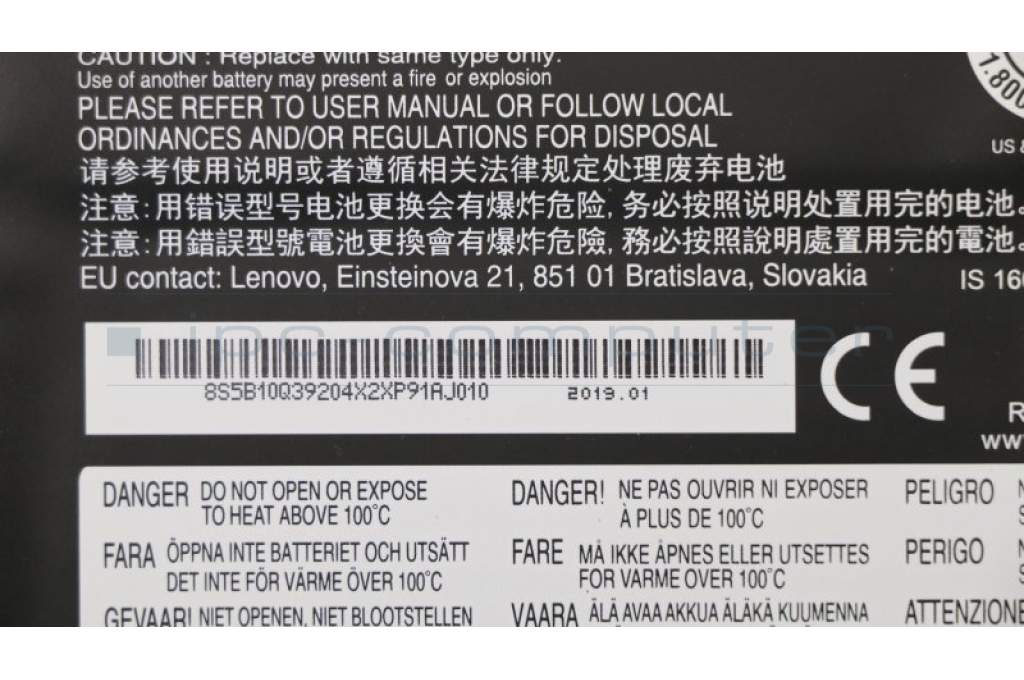 CAUTION : Replace with same type only.
Use of another battery may present a fire or explosion
PLEASE REFER TO USER MANUAL OR FOLLOW LOCAL
ORDINANCES AND/OR REGULATIONS FOR DISPOSAL
请参考使用说明或者遵循相关法律规定处理废弃电池
注意:用错误型号电池更换会有爆炸危险, 务必按照说明处置用完的电池。
注意:用錯誤型號電池更換會有爆炸危險, 務必按照說明處置用完的電池。
EU contact: Lenovo, Einsteinova 21, 851 01 Bratislava, Slovakia
1.800
US &
IS 160
ipc-computer
8S5B10Q39204X2XP91AJ010 2019.01
CE
R
www
DANGER DO NOT OPEN OR EXPOSE
TO HEAT ABOVE 100°C
DANGER! NE PAS OUVRIR NI EXPOSER
À PLUS DE 100°C
PELIGRO
FARA ÖPPNA INTE BATTERIET OCH UTSÄTT
DET INTE FÖR VÄRME ÖVER 100°C
FARE MÅ IKKE ÅPNES ELLER UTSETTES
FOR VARME OVER 100°C
PERIGO
GEVAAR! NIET OPENEN, NIET BLOOTSTELLEN
VAARA ÄLÄ AVAA AKKUA ÄLÄKÄ KUUMENNA
ATTENZIONE